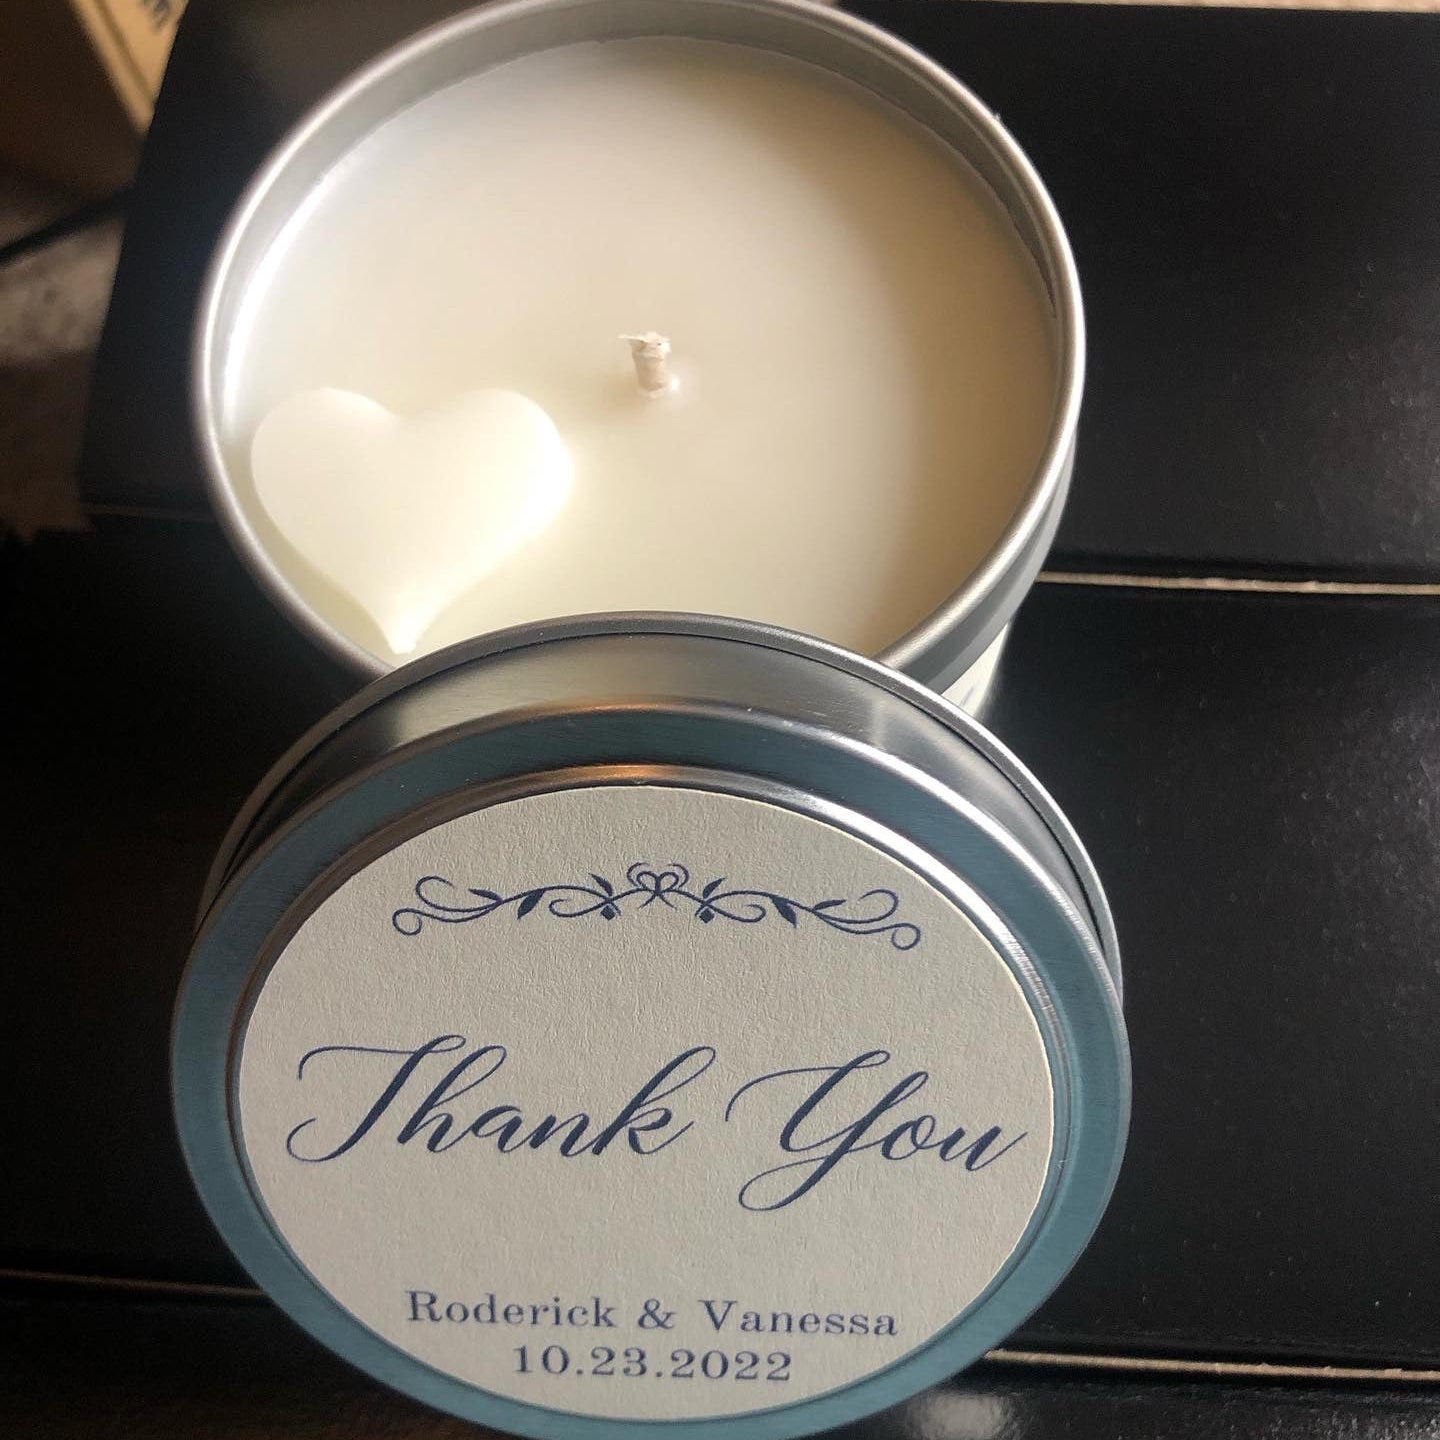 Thank You
Roderick & Vanessa
10.23.2022